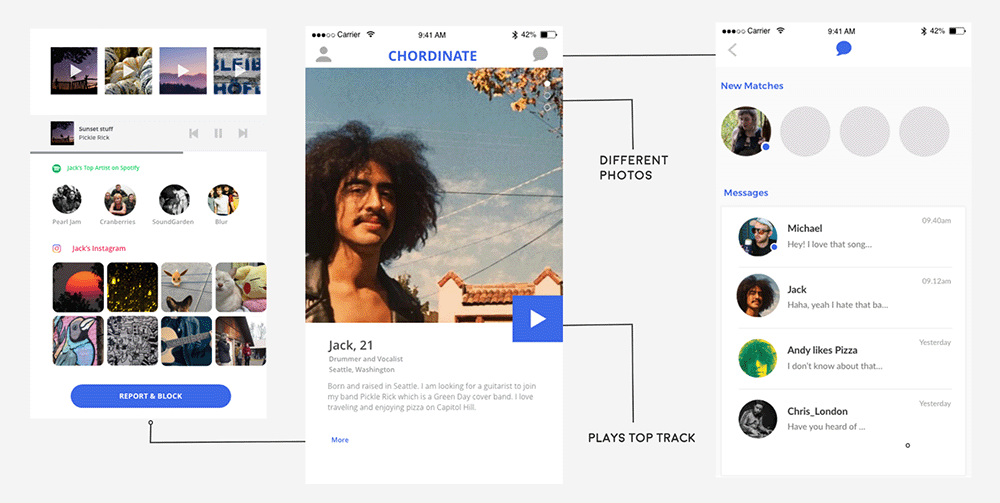 LFIE
HOFL
Sunset stuff
Pickle Rick
Jack's Top Artist on Spotify
Pearl Jam
Cranberries
SoundGarden
Blur
Jack's Instagram
REPORT & BLOCK
Carrier
9:41 AM
42%
CHORDINATE
Jack, 21
Drummer and Vocalist
Seattle, Washington
Born and raised in Seattle. I am looking for a guitarist to join
my band Pickle Rick which is a Green Day cover band. I love
traveling and enjoying pizza on Capitol Hill.
More
DIFFERENT
PHOTOS
PLAYS TOP TRACK
Carrier
9:41 AM
42%
New Matches
Messages
Michael
09.40am
Hey! I love that song...
Jack
09.12am
Haha, yeah I hate that ba...
Andy likes Pizza
Yesterday
I don't know about that...
Chris_London
Yesterday
Have you heard of ...